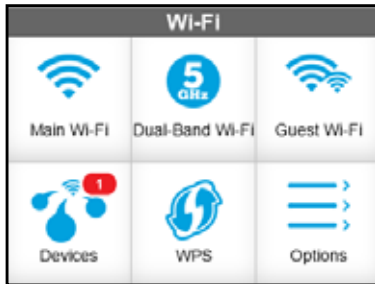 Wi-Fi
5
GHz
Main Wi-Fi
Dual-Band Wi-Fi
Guest Wi-Fi
1
Devices
WPS
Options